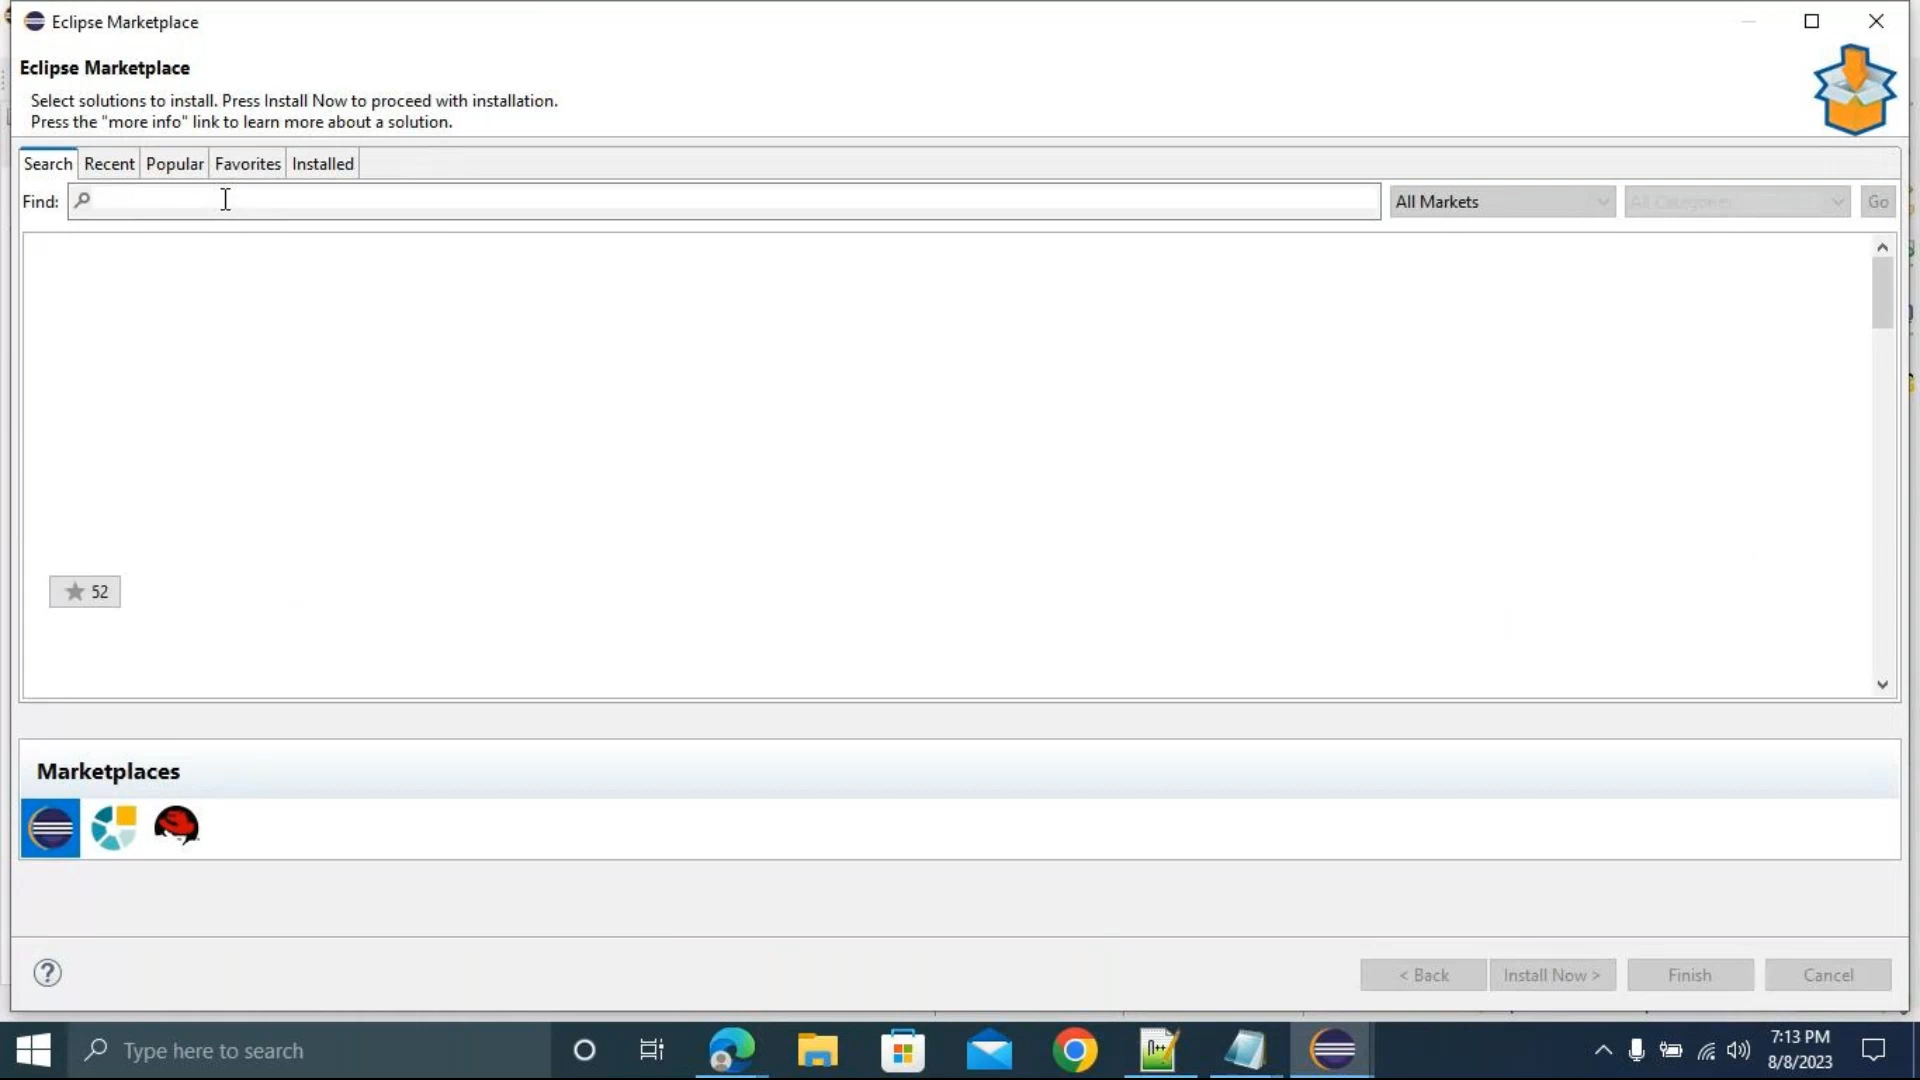 Eclipse Marketplace
Eclipse Marketplace
Select solutions to install. Press Install Now to proceed with installation.
Press the "more info" link to learn more about a solution.
Search Recent Popular Favorites Installed
Find: All Markets All Categories Go
52
Marketplaces
< Back Install Now > Finish Cancel
Type here to search
7:13 PM
8/8/2023